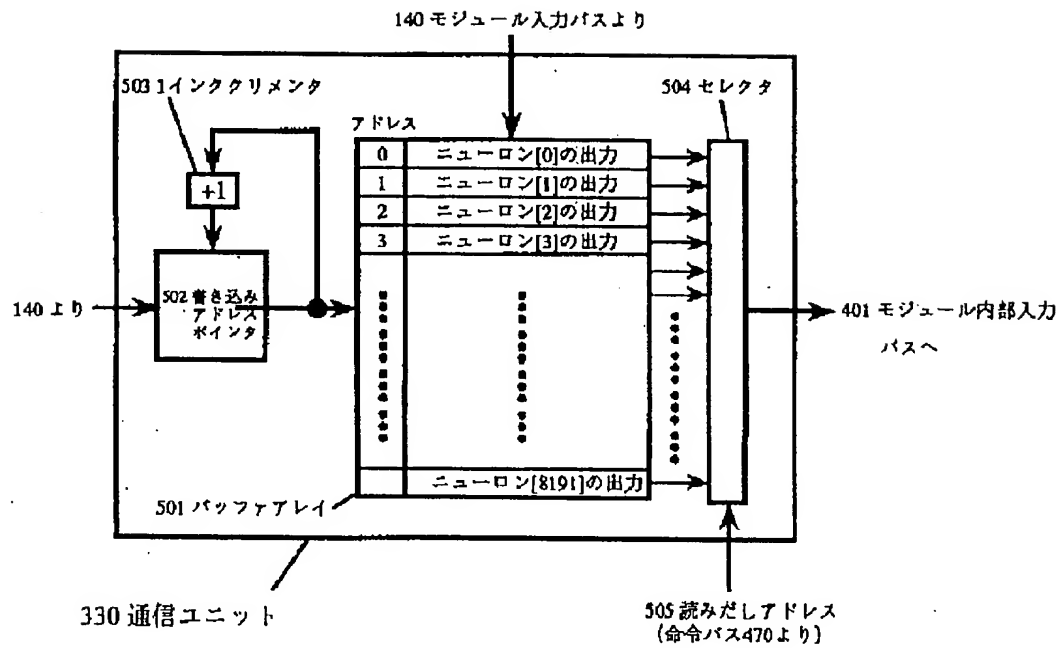 140 モジュール入力バスより
503 1インククリメンタ
504 セレクタ
アドレス
0 ニューロン[0]の出力
1 ニューロン[1]の出力
2 ニューロン[2]の出力
3 ニューロン[3]の出力
+1
140 より
502 書き込み
アドレス
ポインタ
401 モジュール内部入力
バスへ
ニューロン[8191]の出力
501 バッファアレイ
330 通信ユニット
505 読みだしアドレス
(命令バス470より)